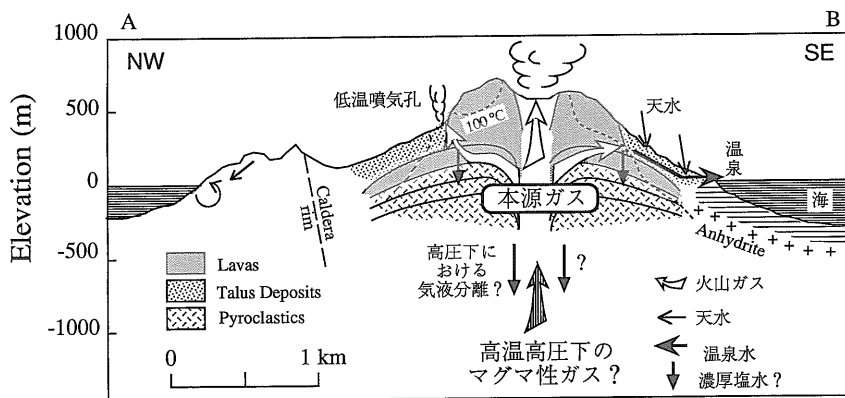 A
B
1000
500
0
-500
-1000
Elevation (m)
NW
SE
低温噴気孔
100 ℃
天水
温
泉
海
本源ガス
Caldera
rim
Anhydrite
Lavas
Talus Deposits
Pyroclastics
高圧下に
おける
気液分離？
？
火山ガス
天水
温泉水
濃厚塩水？
0
1 km
高温高圧下の
マグマ性ガス？